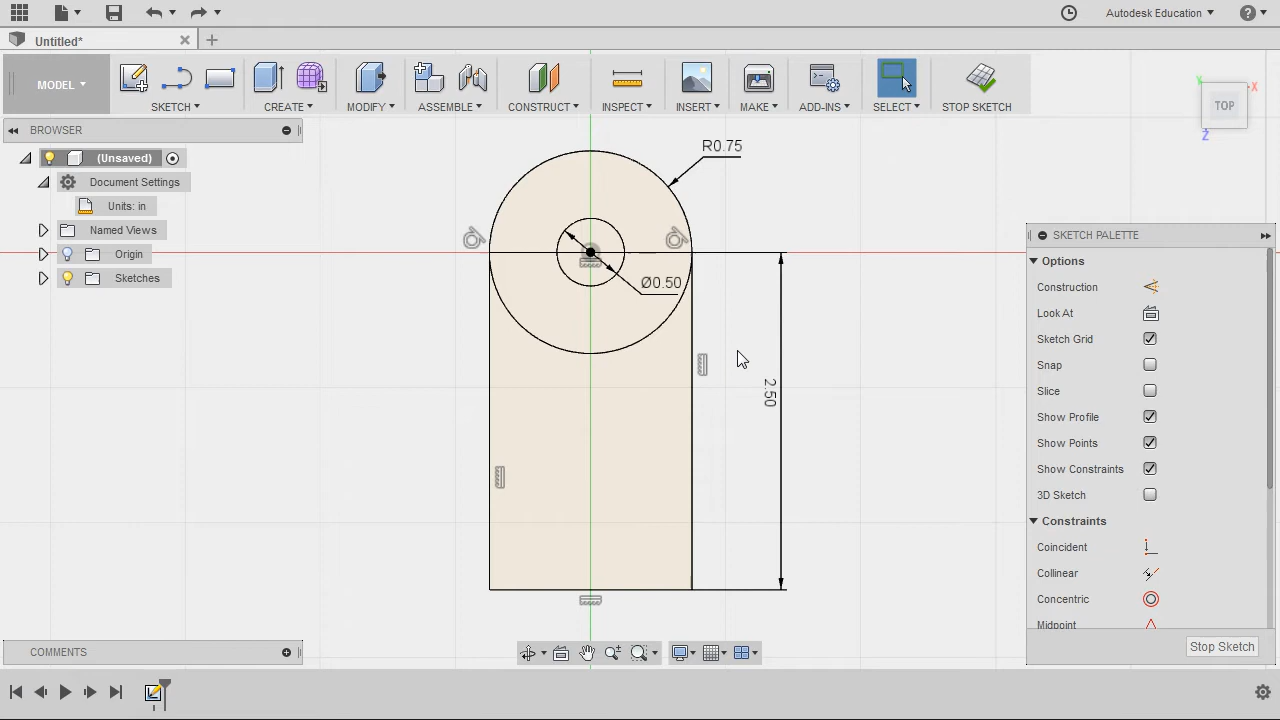 Autodesk Education
Untitled*
MODEL
SKETCH
CREATE
MODIFY
ASSEMBLE
CONSTRUCT
INSPECT
INSERT
MAKE
ADD-INS
SELECT
STOP SKETCH
TOP
X
Y
Z
BROWSER
(Unsaved)
Document Settings
Units: in
Named Views
Origin
Sketches
R0.75
Ø0.50
2.50
SKETCH PALETTE
Options
Construction
Look At
Sketch Grid
Snap
Slice
Show Profile
Show Points
Show Constraints
3D Sketch
Constraints
Coincident
Collinear
Concentric
Midpoint
Stop Sketch
COMMENTS